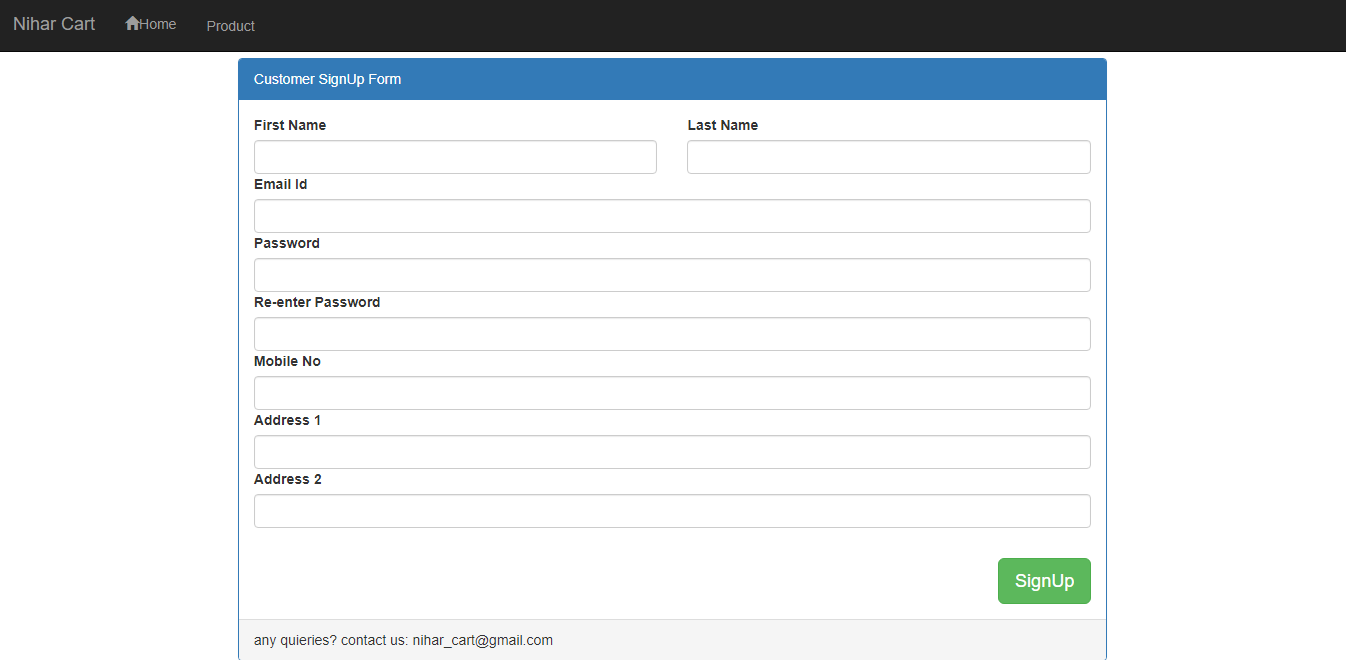 Nihar Cart Home Product
Customer SignUp Form
First Name Last Name
Email Id
Password
Re-enter Password
Mobile No
Address 1
Address 2
SignUp
any quieries? contact us: nihar_cart@gmail.com